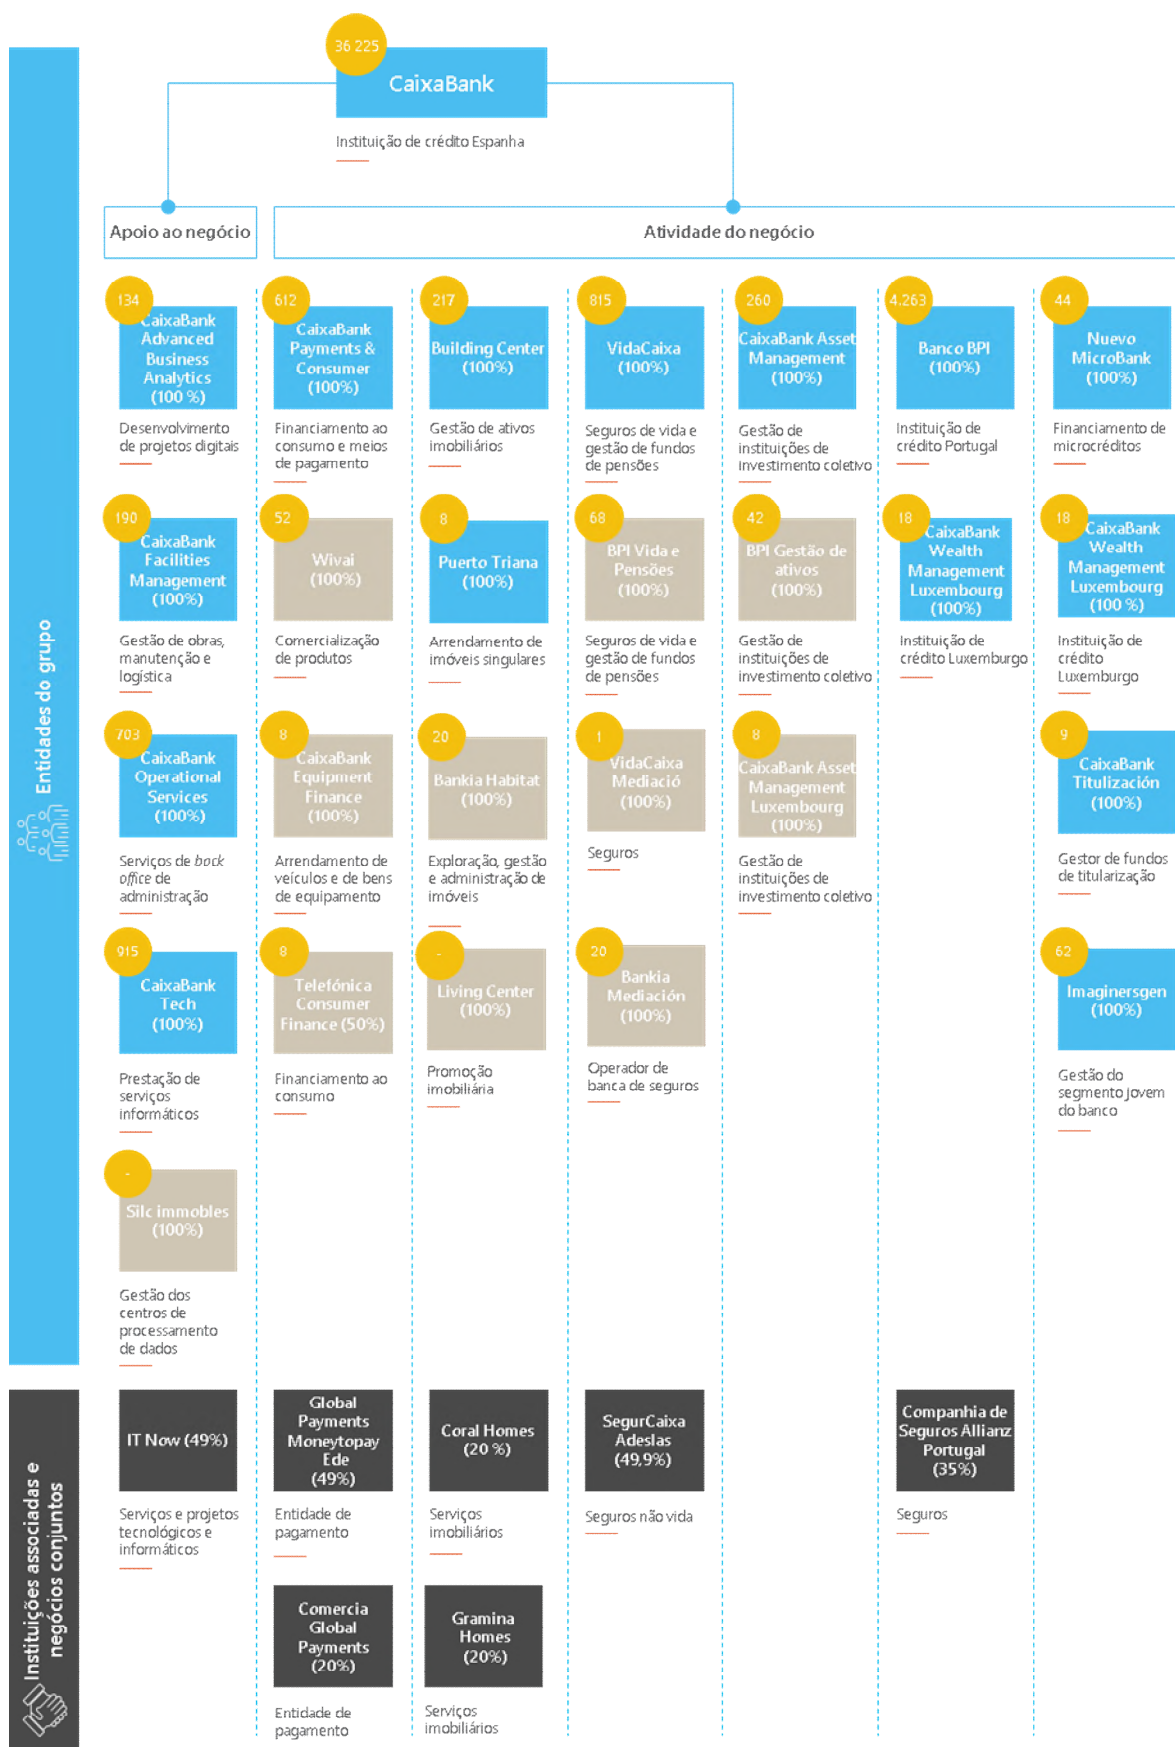 36 225
CaixaBank
Instituição de crédito Espanha
Apoio ao negócio
Atividade do negócio
Entidades do grupo
134
CaixaBank
Advanced
Business
Analytics
(100 %)
Desenvolvimento
de projetos digitais
612
CaixaBank
Payments &
Consumer
(100%)
Financiamento ao
consumo e meios
de pagamento
217
Building Center
(100%)
Gestão de ativos
imobiliários
815
VidaCaixa
(100%)
Seguros de vida e
gestão de fundos
de pensões
260
CaixaBank Asset
Management
(100%)
Gestão de
instituições de
investimento coletivo
4.263
Banco BPI
(100%)
Instituição de
crédito Portugal
44
Nuevo
MicroBank
(100%)
Financiamento de
microcréditos
190
CaixaBank
Facilities
Management
(100%)
Gestão de obras,
manutenção e
logística
52
Wivai
(100%)
Comercialização
de produtos
8
Puerto Triana
(100%)
Arrendamento de
imóveis singulares
68
BPI Vida e
Pensões
(100%)
Seguros de vida e
gestão de fundos
de pensões
42
BPI Gestão de
ativos
(100%)
Gestão de
instituições de
investimento coletivo
18
CaixaBank
Wealth
Management
Luxembourg
(100%)
Instituição de
crédito Luxemburgo
18
CaixaBank
Wealth
Management
Luxembourg
(100 %)
Instituição de
crédito
Luxemburgo
703
CaixaBank
Operational
Services
(100%)
Serviços de back
office de
administração
8
CaixaBank
Equipment
Finance
(100%)
Arrendamento de
veículos e de bens
de equipamento
20
Bankia Habitat
(100%)
Exploração, gestão
e administração de
imóveis
1
VidaCaixa
Mediació
(100%)
Seguros
8
CaixaBank Asset
Management
Luxembourg
(100%)
Gestão de
instituições de
investimento coletivo
9
CaixaBank
Titulización
(100%)
Gestor de fundos
de titularização
915
CaixaBank
Tech
(100%)
Prestação de
serviços
informáticos
8
Telefónica
Consumer
Finance (50%)
Financiamento ao
consumo
-
Living Center
(100%)
Promoção
imobiliária
20
Bankia
Mediación
(100%)
Operador de
banca de seguros
62
Imaginersgen
(100%)
Gestão do
segmento jovem
do banco
-
Silc immobles
(100%)
Gestão dos
centros de
processamento
de dados
Instituições associadas e
negócios conjuntos
IT Now (49%)
Serviços e projetos
tecnológicos e
informáticos
Global
Payments
Moneytopay
Ede
(49%)
Entidade de
pagamento
Coral Homes
(20 %)
Serviços
imobiliários
SegurCaixa
Adeslas
(49,9%)
Seguros não vida
Companhia de
Seguros Allianz
Portugal
(35%)
Seguros
Comercia
Global
Payments
(20%)
Entidade de
pagamento
Gramina
Homes
(20%)
Serviços
imobiliários